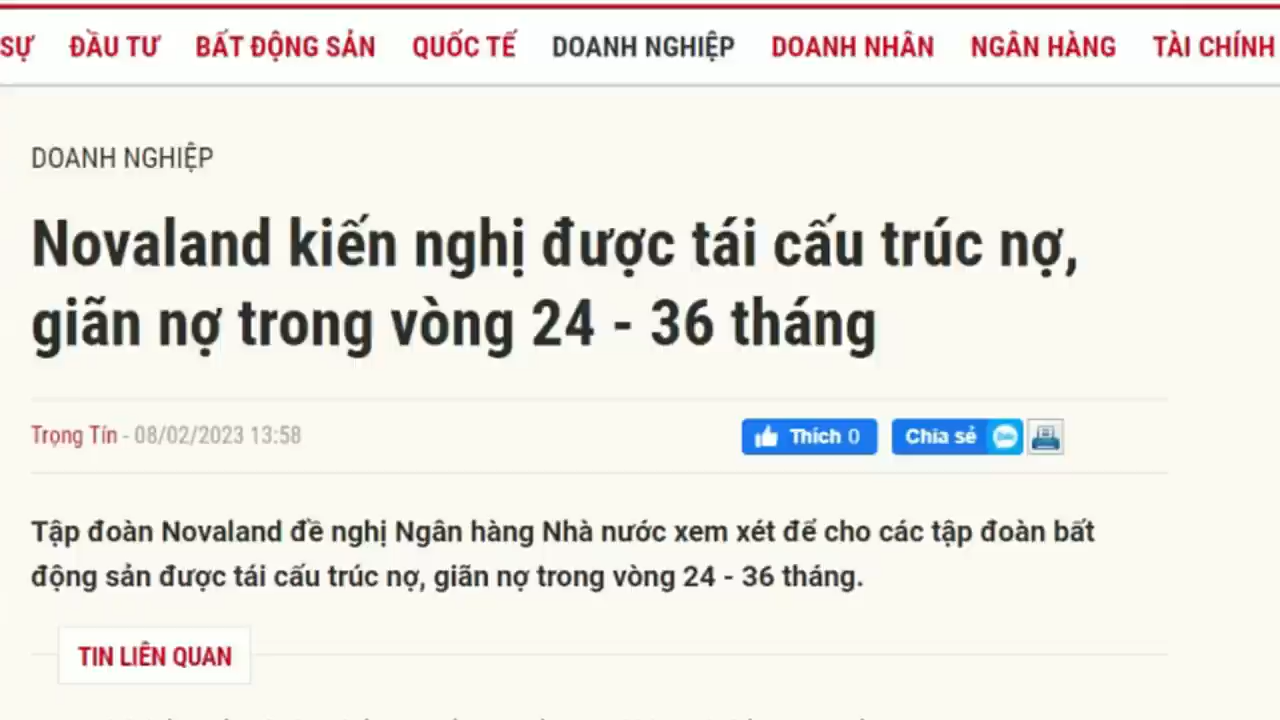 SỰ ĐẦU TƯ BẤT ĐỘNG SẢN QUỐC TẾ DOANH NGHIỆP DOANH NHÂN NGÂN HÀNG TÀI CHÍNH
DOANH NGHIỆP
Novaland kiến nghị được tái cấu trúc nợ,
giãn nợ trong vòng 24 - 36 tháng
Trọng Tín - 08/02/2023 13:58 Thích 0 Chia sẻ
Tập đoàn Novaland đề nghị Ngân hàng Nhà nước xem xét để cho các tập đoàn bất
động sản được tái cấu trúc nợ, giãn nợ trong vòng 24 - 36 tháng.
TIN LIÊN QUAN